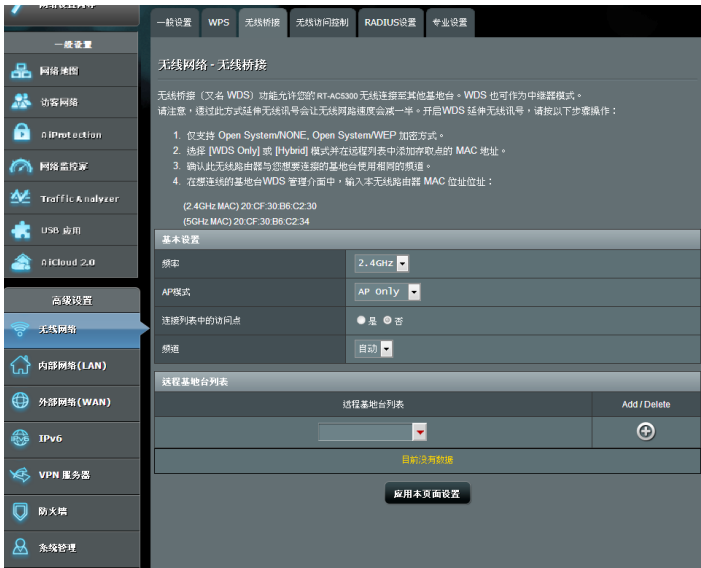 一般设置 WPS 无线桥接 无线访问控制 RADIUS设置 专业设置
一般设置
网络地图
访客网络
AiProtection
网络监控家
Traffic Analyzer
USB 应用
AiCloud 2.0
高级设置
无线网络
内部网络(LAN)
外部网络(WAN)
IPv6
VPN 服务器
防火墙
系统管理
无线网络 - 无线桥接
无线桥接（又名 WDS）功能允许您的 RT-AC5300 无线连接至其他基地台。WDS 也可作为中继器模式。
请注意，透过此方式延伸无线讯号会让无线网路速度会减一半。开启WDS 延伸无线讯号，请按以下步骤操作：
1. 仅支持 Open System/NONE, Open System/WEP 加密方式。
2. 选择 [WDS Only] 或 [Hybrid] 模式并在远程列表中添加存取点的 MAC 地址。
3. 确认此无线路由器与您想要连接的基地台使用相同的频道。
4. 在想连线的基地台WDS 管理介面中，输入本无线路由器 MAC 位址位址：
(2.4GHz MAC) 20:CF:30:B6:C2:30
(5GHz MAC) 20:CF:30:B6:C2:34
基本设置
频率 2.4GHz
AP模式 AP Only
连接列表中的访问点 是 否
频道 自动
远程基地台列表
远程基地台列表 Add / Delete
目前没有数据
应用本页面设置